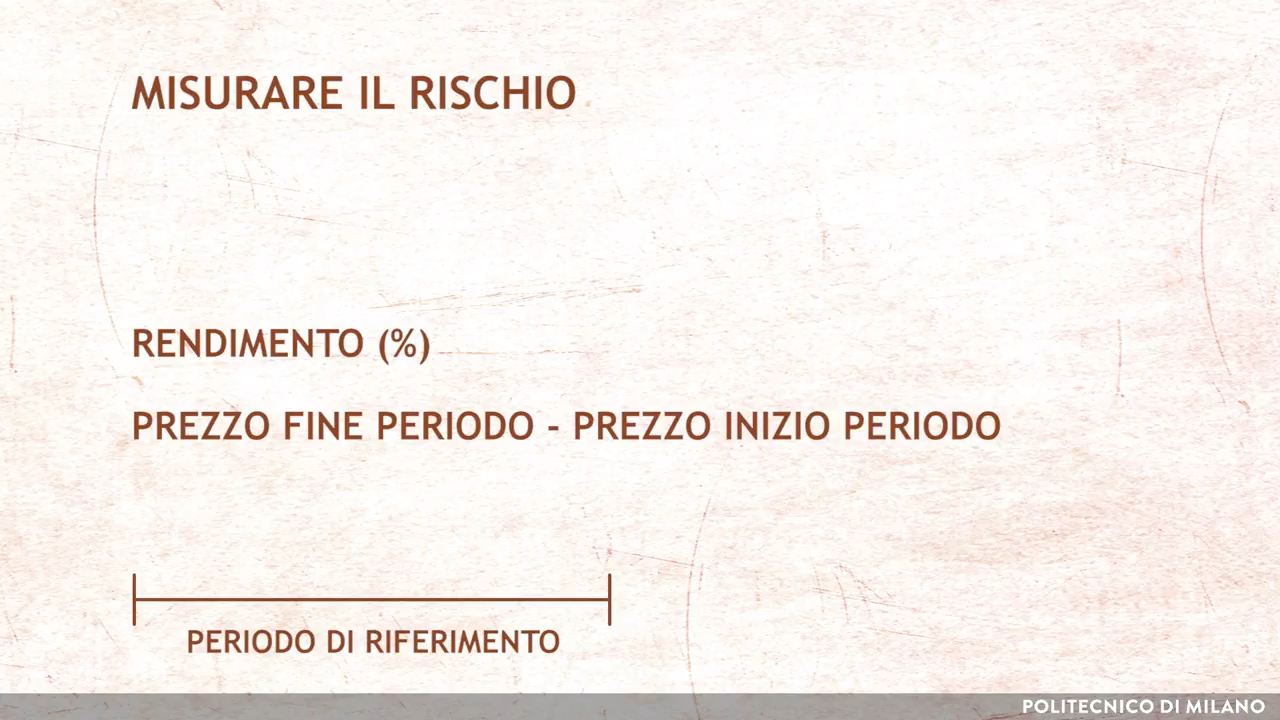 MISURARE IL RISCHIO
RENDIMENTO (%)
PREZZO FINE PERIODO - PREZZO INIZIO PERIODO
PERIODO DI RIFERIMENTO
POLITECNICO DI MILANO